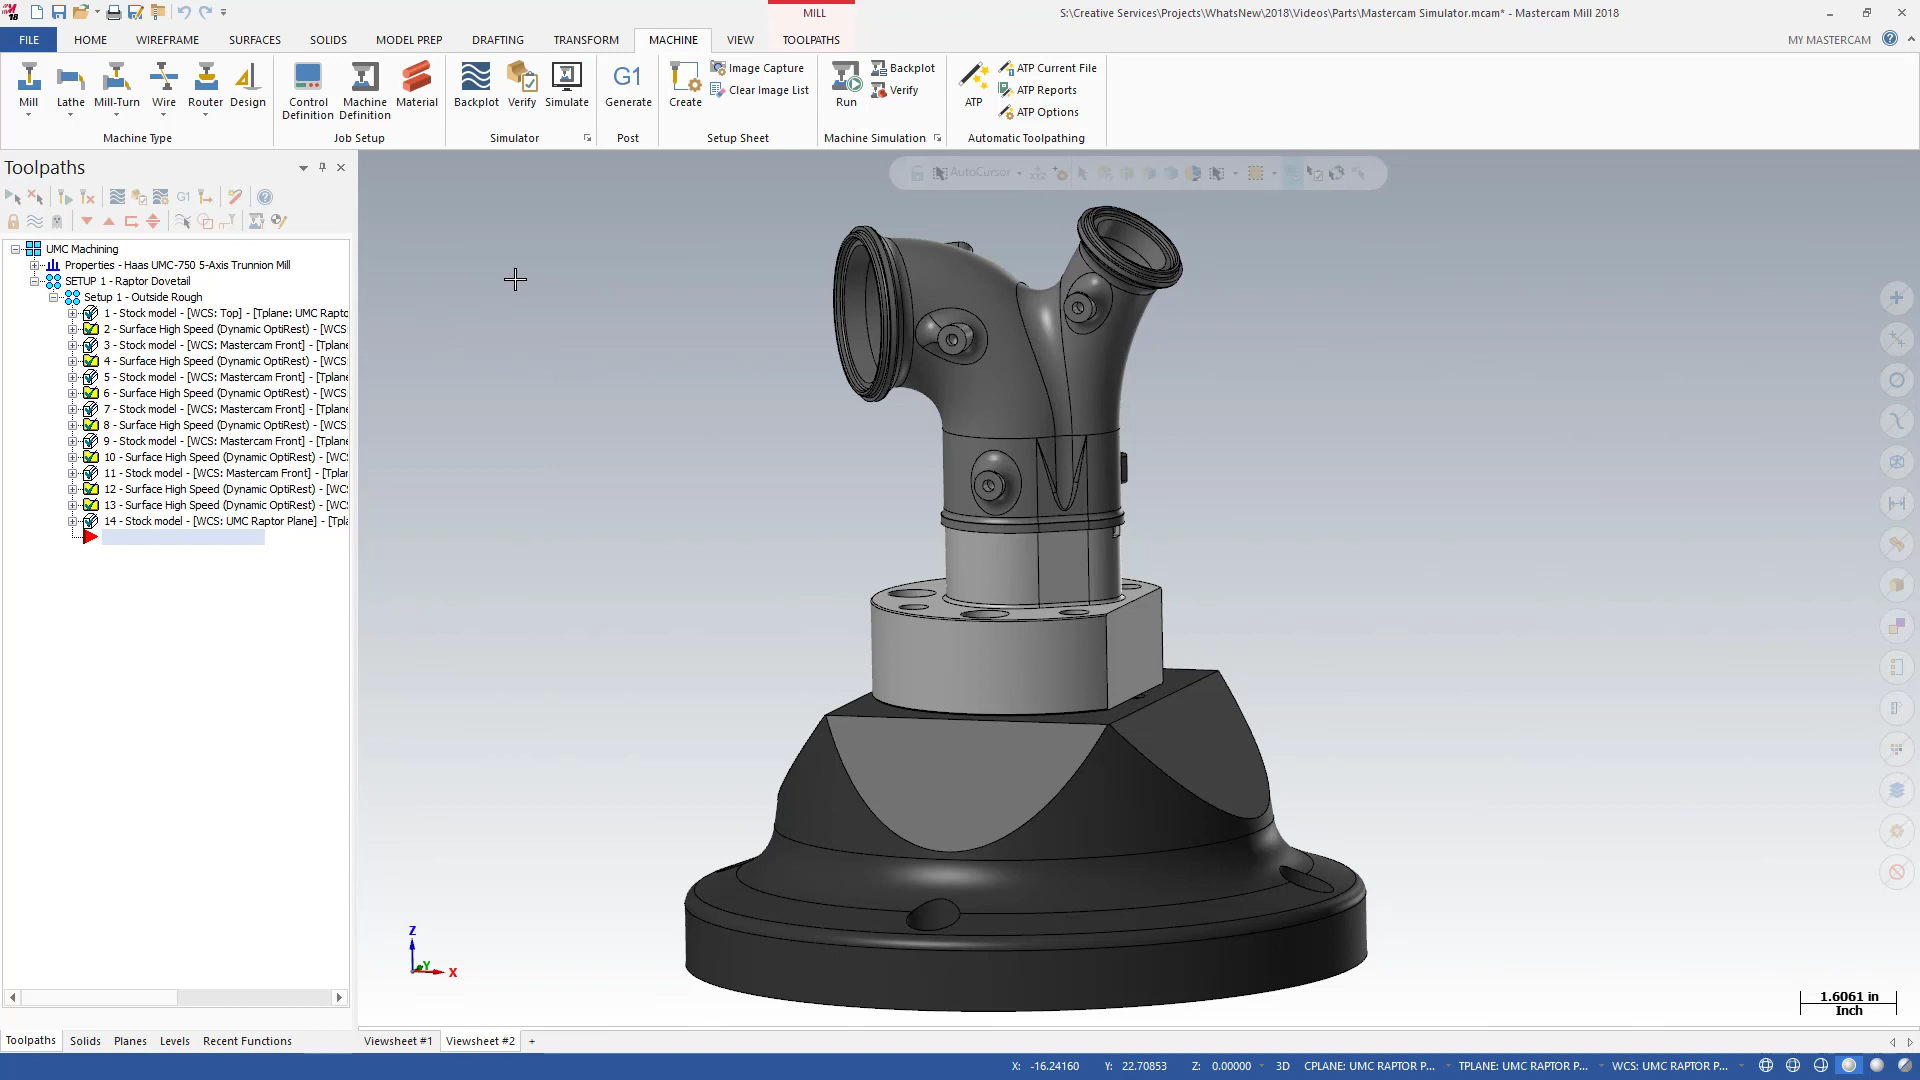 MILL
S:\Creative Services\Projects\WhatsNew\2018\Videos\Parts\Mastercam Simulator.mcam* - Mastercam Mill 2018
FILE HOME WIREFRAME SURFACES SOLIDS MODEL PREP DRAFTING TRANSFORM MACHINE VIEW TOOLPATHS MY MASTERCAM
Mill Lathe Mill-Turn Wire Router Design
Machine Type
Control Definition Machine Definition Material
Job Setup
Backplot Verify Simulate
Simulator
G1
Generate
Post
Create Image Capture
Clear Image List
Setup Sheet
Run Backplot
Verify
Machine Simulation
ATP ATP Current File
ATP Reports
ATP Options
Automatic Toolpathing
Toolpaths
AutoCursor
G1
UMC Machining
Properties - Haas UMC-750 5-Axis Trunnion Mill
SETUP 1 - Raptor Dovetail
Setup 1 - Outside Rough
1 - Stock model - [WCS: Top] - [Tplane: UMC Rapto
2 - Surface High Speed (Dynamic OptiRest) - [WCS
3 - Stock model - [WCS: Mastercam Front] - [Tplane
4 - Surface High Speed (Dynamic OptiRest) - [WCS
5 - Stock model - [WCS: Mastercam Front] - [Tplane
6 - Surface High Speed (Dynamic OptiRest) - [WCS
7 - Stock model - [WCS: Mastercam Front] - [Tplane
8 - Surface High Speed (Dynamic OptiRest) - [WCS
9 - Stock model - [WCS: Mastercam Front] - [Tplane
10 - Surface High Speed (Dynamic OptiRest) - [WC
11 - Stock model - [WCS: Mastercam Front] - [Tplar
12 - Surface High Speed (Dynamic OptiRest) - [WC
13 - Surface High Speed (Dynamic OptiRest) - [WC
14 - Stock model - [WCS: UMC Raptor Plane] - [Tpl
Z
Y
X
1.6061 in
Inch
Toolpaths Solids Planes Levels Recent Functions
Viewsheet #1 Viewsheet #2 +
X: -16.24160 Y: 22.70853 Z: 0.00000 3D CPLANE: UMC RAPTOR P... TPLANE: UMC RAPTOR P... WCS: UMC RAPTOR P...